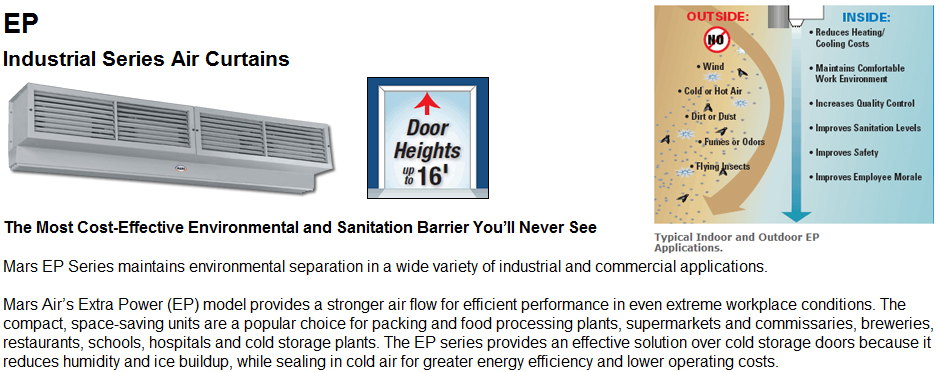 EP
Industrial Series Air Curtains
Door
Heights
up to 16'
OUTSIDE:
NO
• Wind
• Cold or Hot Air
• Dirt or Dust
• Fumes or Odors
• Flying Insects
INSIDE:
• Reduces Heating/
Cooling Costs
• Maintains Comfortable
Work Environment
• Increases Quality Control
• Improves Sanitation Levels
• Improves Safety
• Improves Employee Morale
Typical Indoor and Outdoor EP
Applications.
The Most Cost-Effective Environmental and Sanitation Barrier You'll Never See
Mars EP Series maintains environmental separation in a wide variety of industrial and commercial applications.
Mars Air's Extra Power (EP) model provides a stronger air flow for efficient performance in even extreme workplace conditions. The
compact, space-saving units are a popular choice for packing and food processing plants, supermarkets and commissaries, breweries,
restaurants, schools, hospitals and cold storage plants. The EP series provides an effective solution over cold storage doors because it
reduces humidity and ice buildup, while sealing in cold air for greater energy efficiency and lower operating costs.